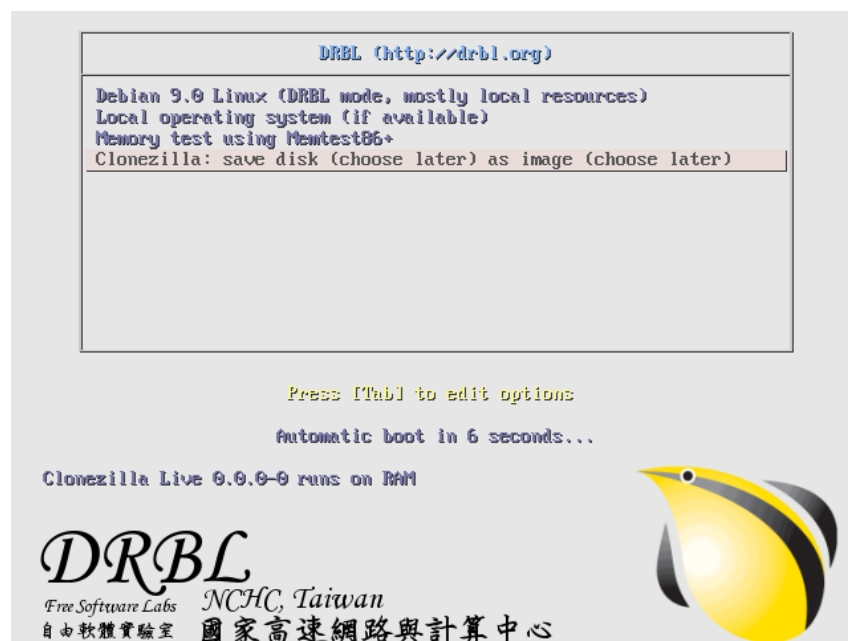 DRBL (http://drbl.org)
Debian 9.0 Linux (DRBL mode, mostly local resources)
Local operating system (if available)
Memory test using Memtest86+
Clonezilla: save disk (choose later) as image (choose later)
Press [Tab] to edit options
Automatic boot in 6 seconds...
Clonezilla Live 0.0.0-0 runs on RAM
DRBL
Free Software Labs NCHC, Taiwan
自由軟體實驗室 國家高速網路與計算中心